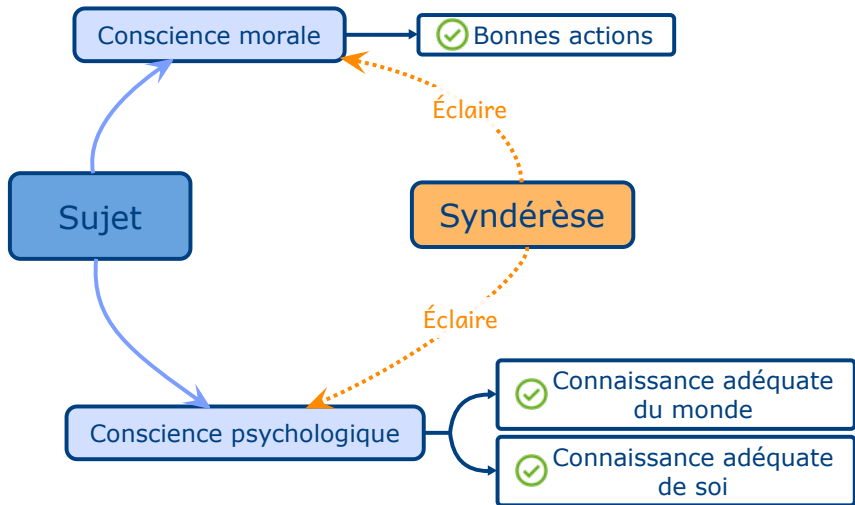 Conscience morale
Bonnes actions
Éclaire
Sujet
Syndérèse
Éclaire
Connaissance adéquate
du monde
Conscience psychologique
Connaissance adéquate
de soi